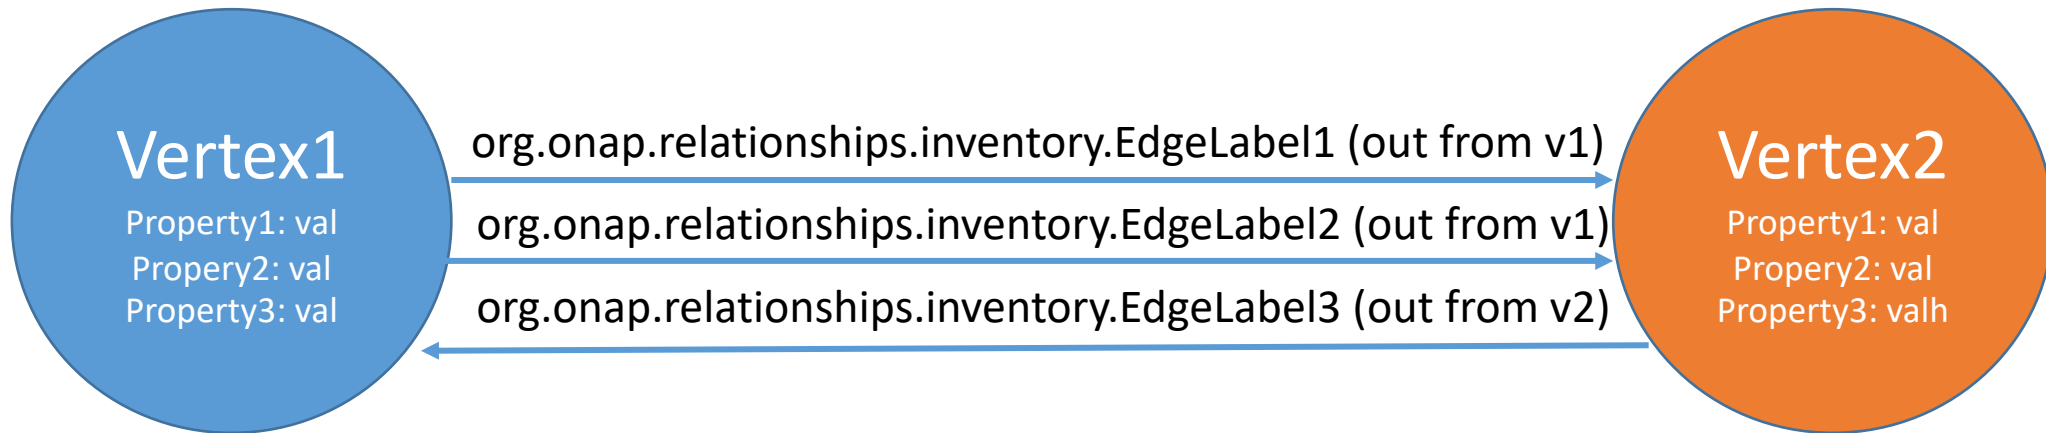 Vertex1
Property1: val
Propery2: val
Property3: val
org.onap.relationships.inventory.EdgeLabel1 (out from v1)
org.onap.relationships.inventory.EdgeLabel2 (out from v1)
org.onap.relationships.inventory.EdgeLabel3 (out from v2)
Vertex2
Property1: val
Propery2: val
Property3: valh